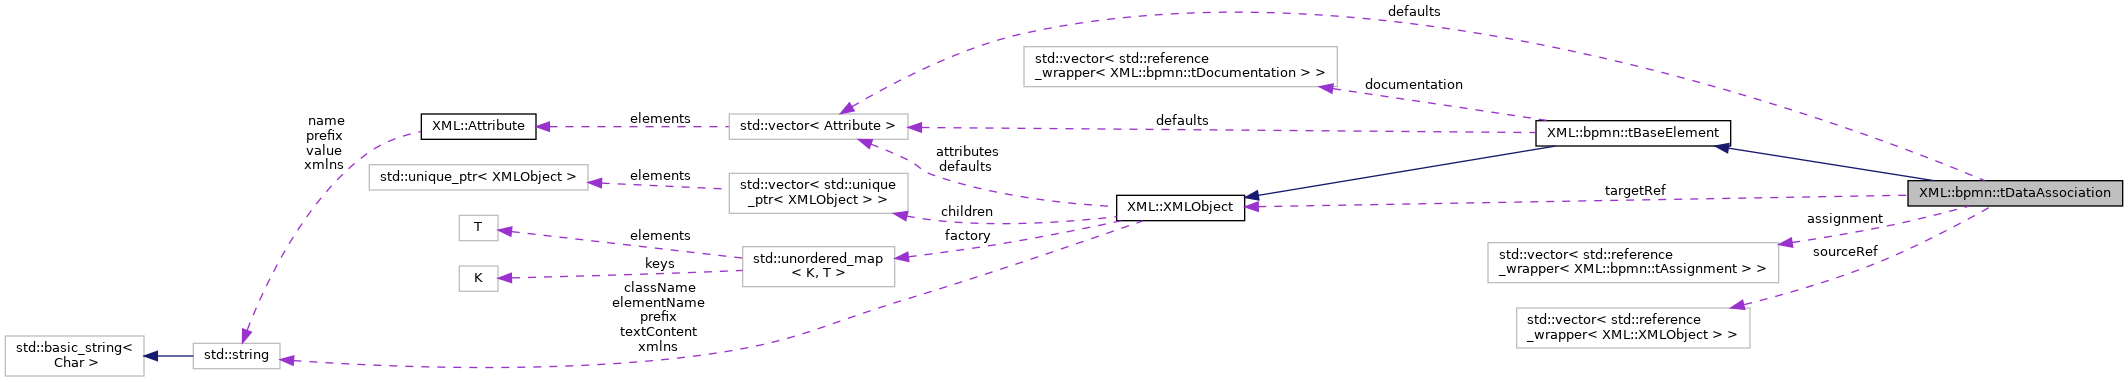 defaults
std::vector< std::reference
_wrapper< XML::bpmn::tDocumentation > >
documentation
name
prefix
value
xmlns
XML::Attribute
elements
std::vector< Attribute >
defaults
XML::bpmn::tBaseElement
attributes
defaults
std::unique_ptr< XMLObject >
elements
std::vector< std::unique
_ptr< XMLObject > >
children
XML::XMLObject
targetRef
XML::bpmn::tDataAssociation
T
elements
factory
assignment
K
keys
std::unordered_map
< K, T >
std::vector< std::reference
_wrapper< XML::bpmn::tAssignment > >
sourceRef
className
elementName
prefix
textContent
xmlns
std::vector< std::reference
_wrapper< XML::XMLObject > >
std::basic_string<
Char >
std::string